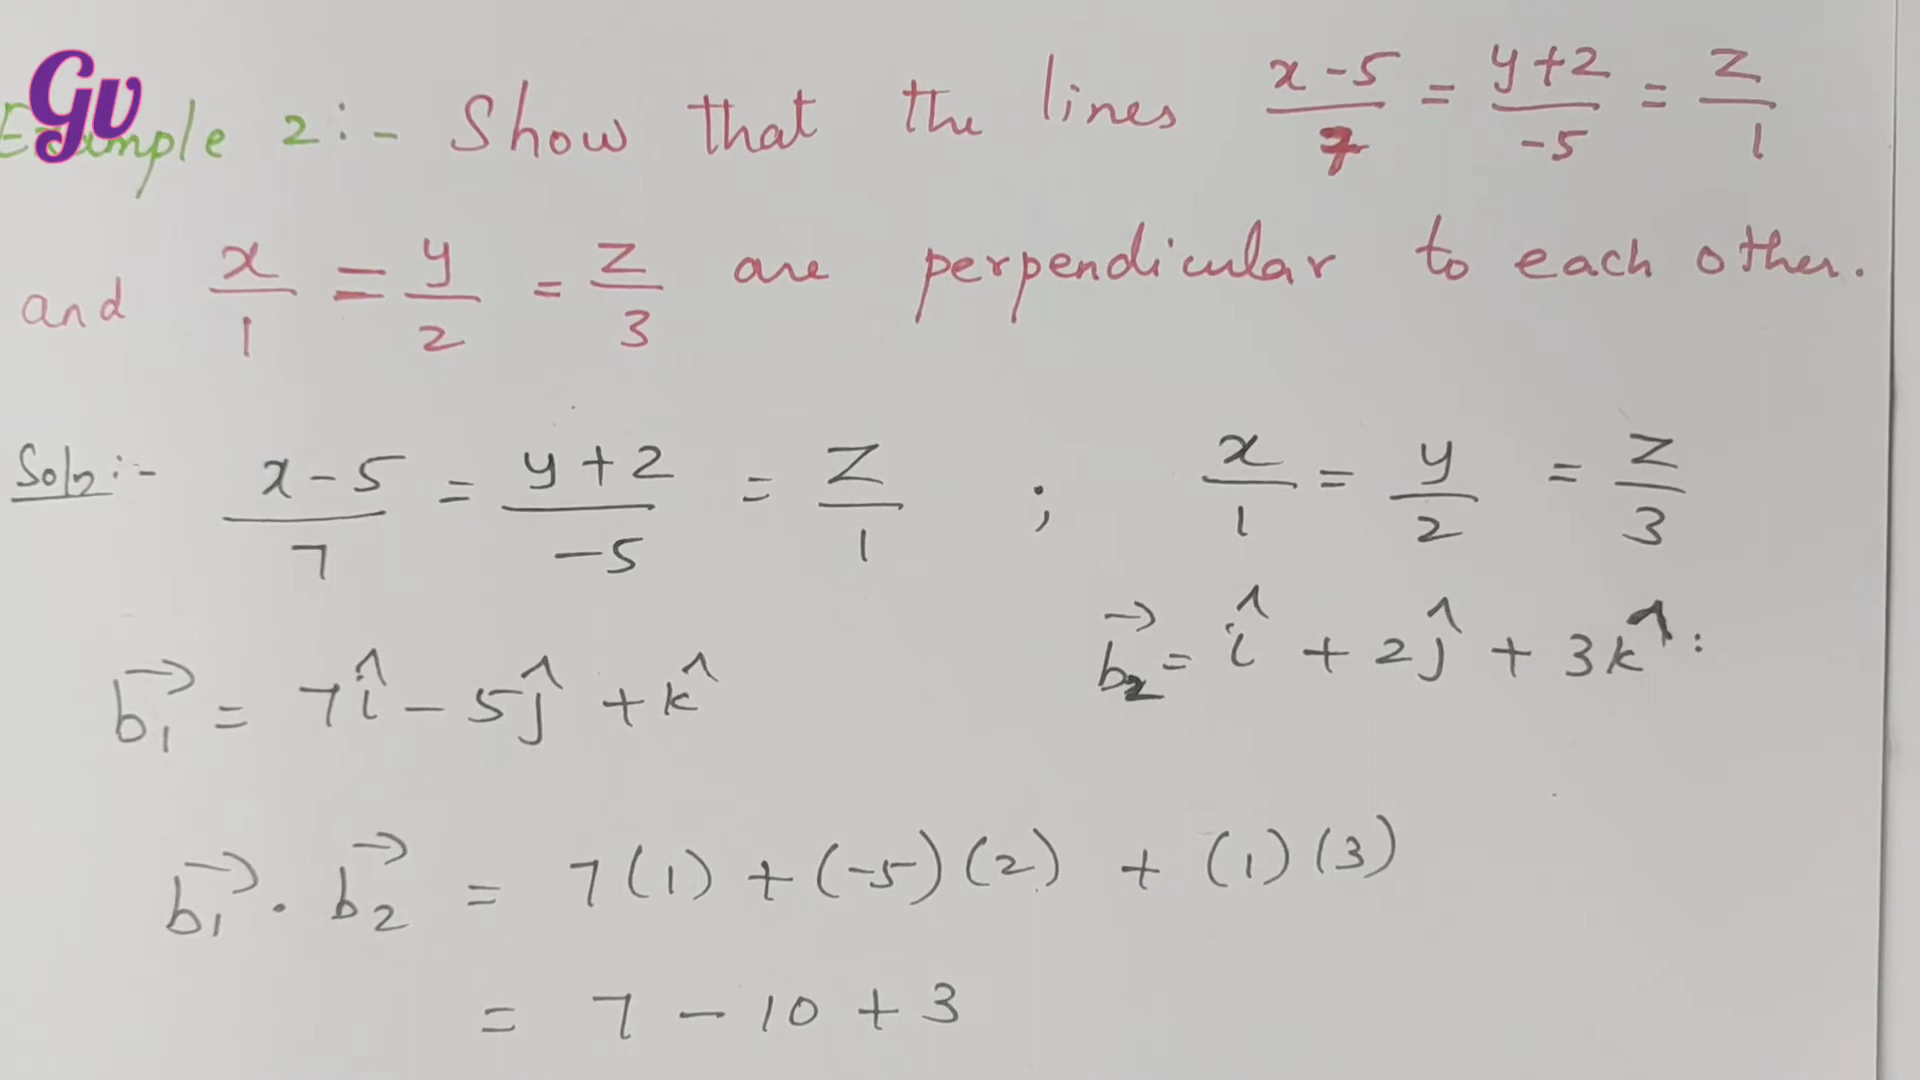 Gv
Example 2:- Show that the lines x-5/7 = y+2/-5 = z/1
and x/1 = y/2 = z/3 are perpendicular to each other.
Soln:- x-5/7 = y+2/-5 = z/1 ; x/1 = y/2 = z/3
b₁⃗ = 7î - 5ĵ + k̂ b₂⃗ = î + 2ĵ + 3k̂ :
b₁⃗ . b₂⃗ = 7(1) + (-5)(2) + (1)(3)
= 7 - 10 + 3